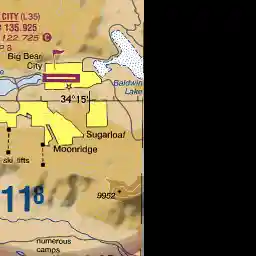 CITY (L35)
135.925
122.725 C
Big Bear
City
Baldwin
Lake
34°15'
Sugarloaf
ski lifts
Moonridge
118
9952
numerous
camps